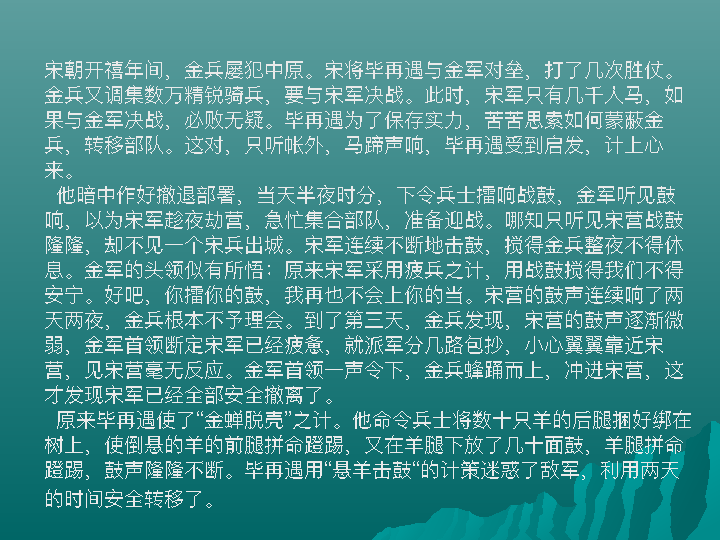 宋朝开禧年间，金兵屡犯中原。宋将毕再遇与金军对垒，打了几次胜仗。
金兵又调集数万精锐骑兵，要与宋军决战。此时，宋军只有几千人马，如
果与金军决战，必败无疑。毕再遇为了保存实力，苦苦思索如何蒙蔽金
兵，转移部队。这对，只听帐外，马蹄声响，毕再遇受到启发，计上心
来。
他暗中作好撤退部署，当天半夜时分，下令兵士擂响战鼓，金军听见鼓
响，以为宋军趁夜劫营，急忙集合部队，准备迎战。哪知只听见宋营战鼓
隆隆，却不见一个宋兵出城。宋军连续不断地击鼓，搅得金兵整夜不得休
息。金军的头领似有所悟：原来宋军采用疲兵之计，用战鼓搅得我们不得
安宁。好吧，你擂你的鼓，我再也不会上你的当。宋营的鼓声连续响了两
天两夜，金兵根本不予理会。到了第三天，金兵发现，宋营的鼓声逐渐微
弱，金军首领断定宋军已经疲惫，就派军分几路包抄，小心翼翼靠近宋
营，见宋营毫无反应。金军首领一声令下，金兵蜂踊而上，冲进宋营，这
才发现宋军已经全部安全撤离了。
原来毕再遇使了“金蝉脱壳”之计。他命令兵士将数十只羊的后腿捆好绑在
树上，使倒悬的羊的前腿拼命蹬踢，又在羊腿下放了几十面鼓，羊腿拼命
蹬踢，鼓声隆隆不断。毕再遇用“悬羊击鼓“的计策迷惑了敌军，利用两天
的时间安全转移了。